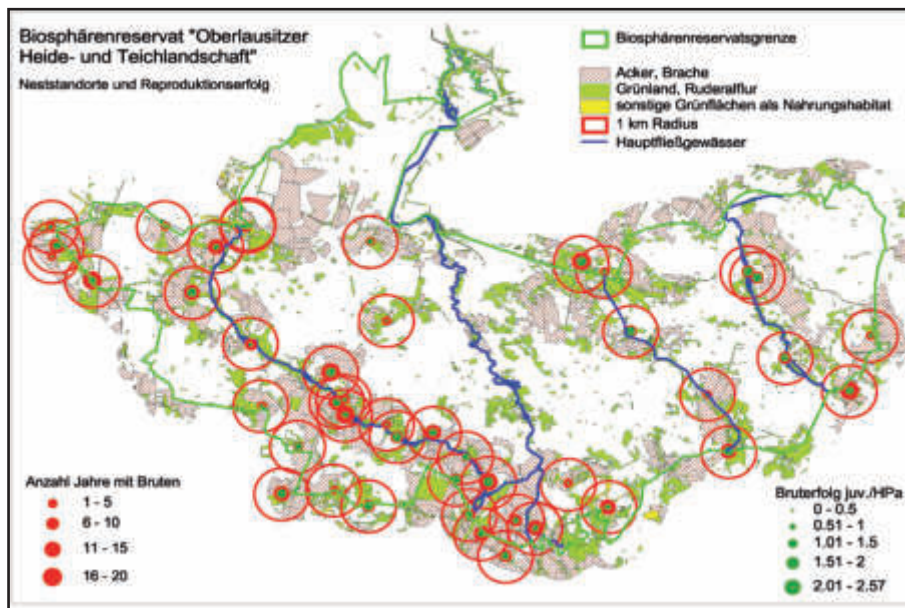 Biosphärenreservat "Oberlausitzer
Heide- und Teichlandschaft"
Neststandorte und Reproduktionserfolg
Biosphärenreservatsgrenze
Acker, Brache
Grünland, Ruderalflur
sonstige Grünflächen als Nahrungshabitat
1 km Radius
Hauptfließgewässer
Anzahl Jahre mit Bruten
1 - 5
6 - 10
11 - 15
16 - 20
Bruterfolg juv./HPa
0 - 0.5
0.51 - 1
1.01 - 1.5
1.51 - 2
2.01 - 2.57